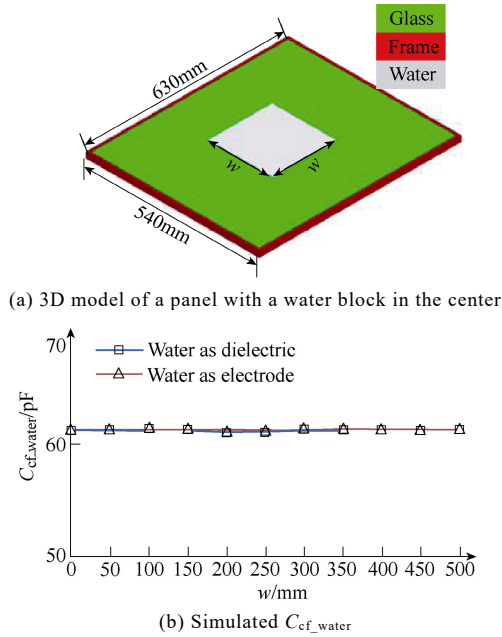 Glass
Frame
Water
630mm
w
w
540mm
(a) 3D model of a panel with a water block in the center
70
Water as dielectric
Water as electrode
C_cf_water/pF
60
50
0 50 100 150 200 250 300 350 400 450 500
w/mm
(b) Simulated C_cf_water